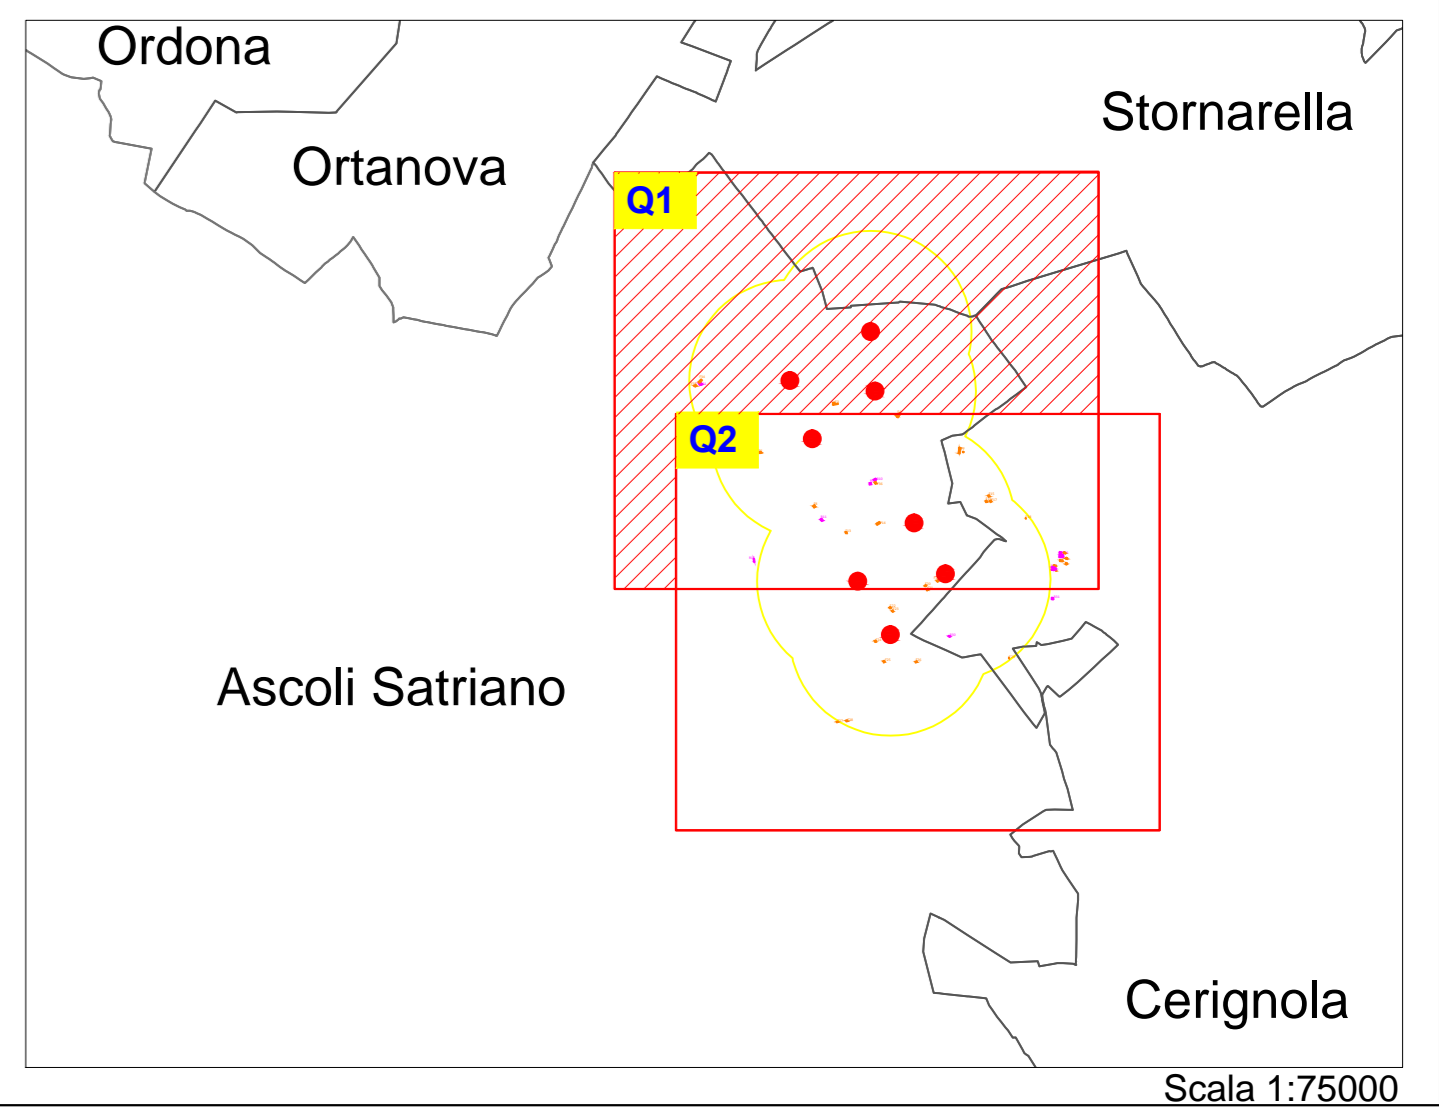 Ordona
Stornarella
Ortanova
Q1
Q2
Ascoli Satriano
Cerignola
Scala 1:75000